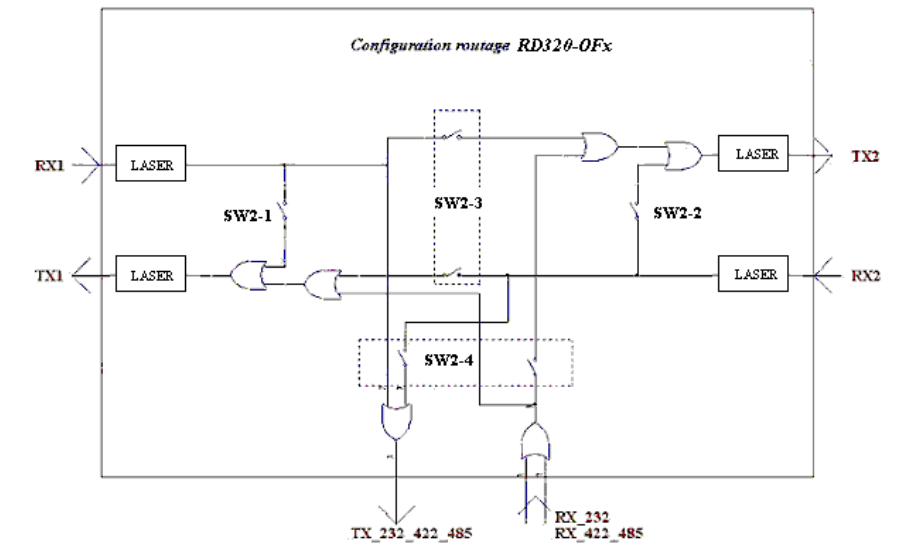 Configuration routage RD320-OFx
RX1
LASER
LASER
TX2
SW2-1
SW2-3
SW2-2
TX1
LASER
LASER
RX2
SW2-4
RX_232
TX_232_422_485
RX_422_485